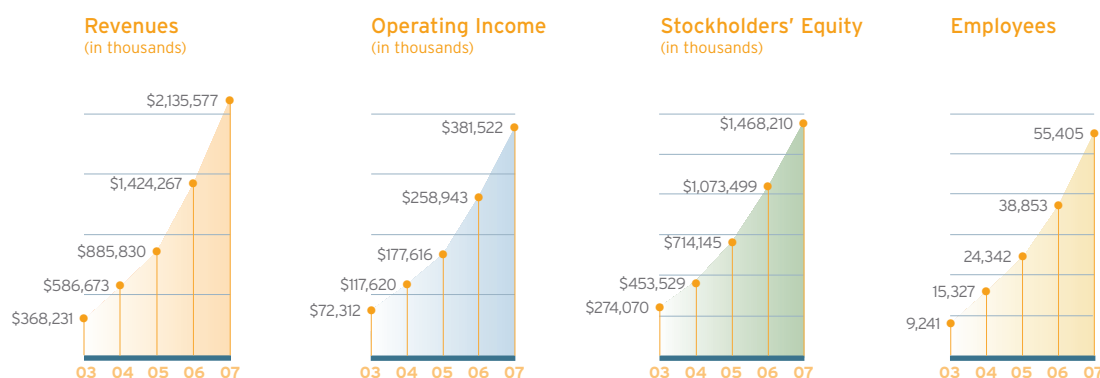 Revenues
(in thousands)
$2,135,577
$1,424,267
$885,830
$586,673
$368,231
03 04 05 06 07
Operating Income
(in thousands)
$381,522
$258,943
$177,616
$117,620
$72,312
03 04 05 06 07
Stockholders' Equity
(in thousands)
$1,468,210
$1,073,499
$714,145
$453,529
$274,070
03 04 05 06 07
Employees
55,405
38,853
24,342
15,327
9,241
03 04 05 06 07